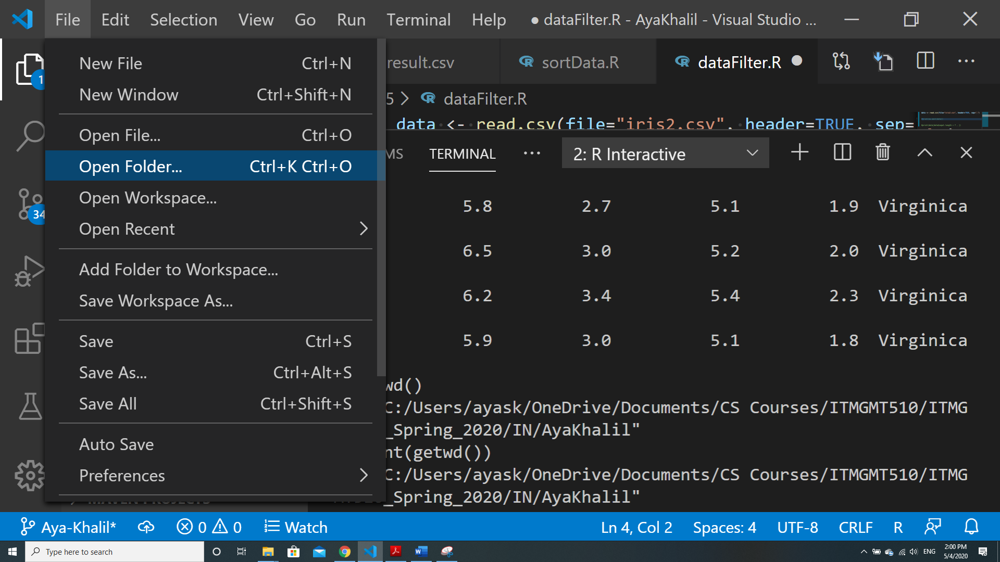 File Edit Selection View Go Run Terminal Help ● dataFilter.R - AyaKhalil - Visual Studio ...
result.csv sortData.R dataFilter.R
5 > dataFilter.R
data <- read.csv(file="iris2.csv", header=TRUE, sep=
New File Ctrl+N
New Window Ctrl+Shift+N
Open File... Ctrl+O
Open Folder... Ctrl+K Ctrl+O
Open Workspace...
Open Recent
Add Folder to Workspace...
Save Workspace As...
Save Ctrl+S
Save As... Ctrl+Alt+S
Save All Ctrl+Shift+S
Auto Save
Preferences
1
34
MS TERMINAL ... 2: R Interactive
5.8 2.7 5.1 1.9 Virginica
6.5 3.0 5.2 2.0 Virginica
6.2 3.4 5.4 2.3 Virginica
5.9 3.0 5.1 1.8 Virginica
wd()
C:/Users/ayask/OneDrive/Documents/CS Courses/ITMGMT510/ITMG
_Spring_2020/IN/AyaKhalil"
nt(getwd())
C:/Users/ayask/OneDrive/Documents/CS Courses/ITMGMT510/ITMG
_Spring_2020/IN/AyaKhalil"
MAVEN PROJECTS
Aya-Khalil* 0 0 Watch Ln 4, Col 2 Spaces: 4 UTF-8 CRLF R
Type here to search ENG 2:00 PM
5/4/2020